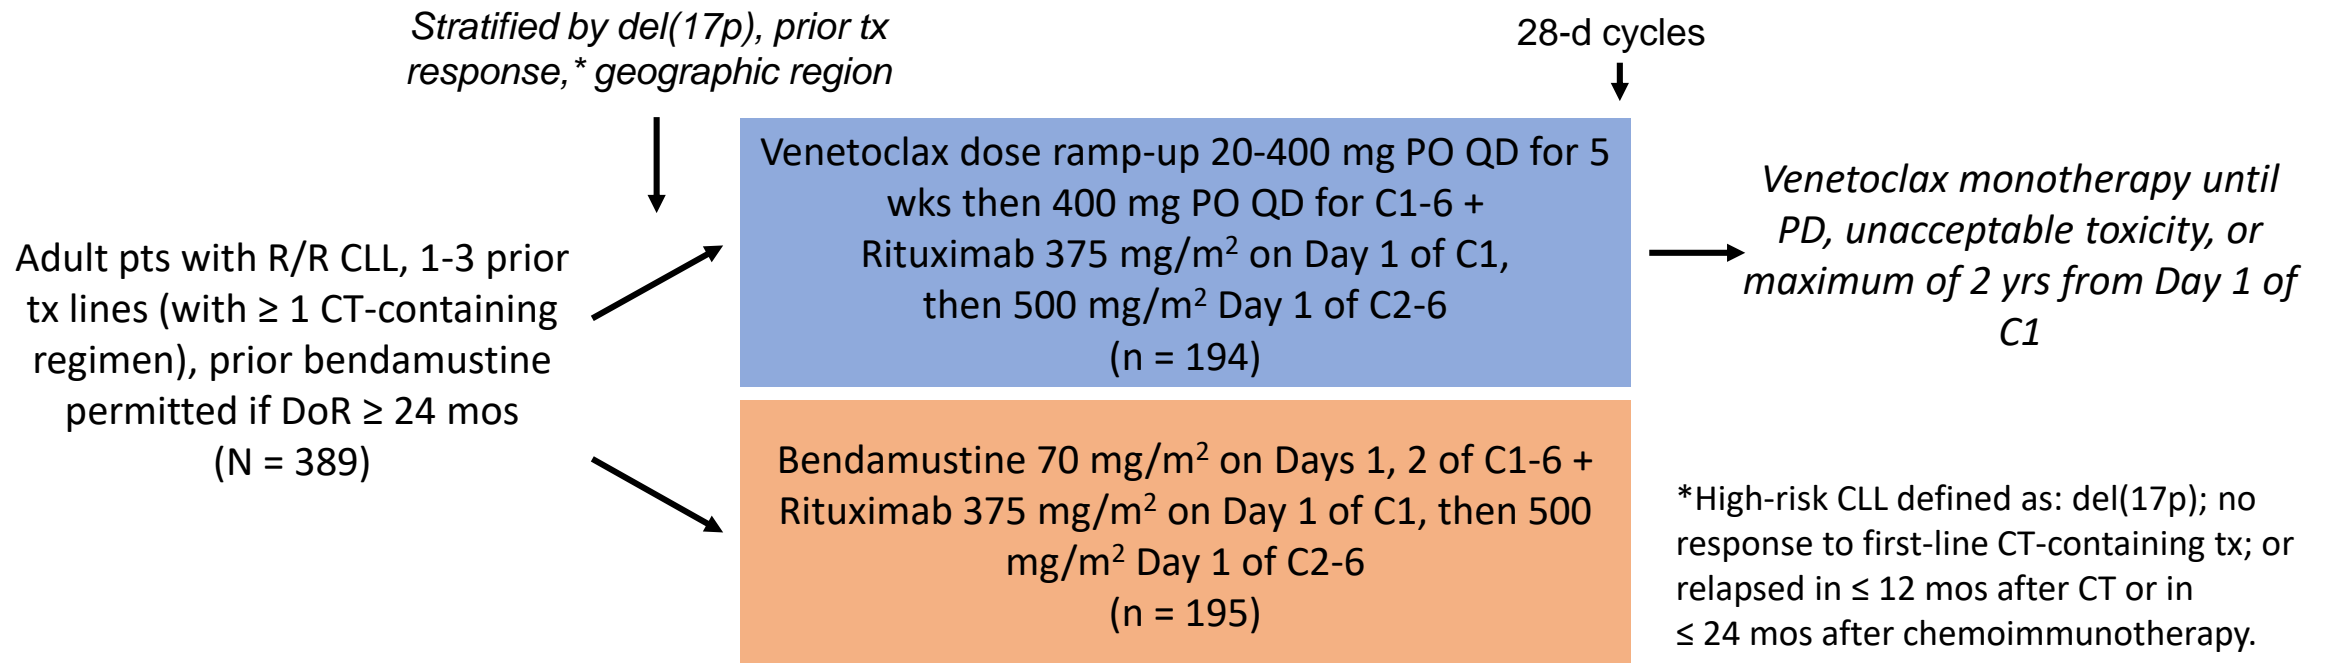 Stratified by del(17p), prior tx
response,* geographic region
28-d cycles
Adult pts with R/R CLL, 1-3 prior
tx lines (with ≥ 1 CT-containing
regimen), prior bendamustine
permitted if DoR ≥ 24 mos
(N = 389)
Venetoclax dose ramp-up 20-400 mg PO QD for 5
wks then 400 mg PO QD for C1-6 +
Rituximab 375 mg/m² on Day 1 of C1,
then 500 mg/m² Day 1 of C2-6
(n = 194)
Venetoclax monotherapy until
PD, unacceptable toxicity, or
maximum of 2 yrs from Day 1 of
C1
Bendamustine 70 mg/m² on Days 1, 2 of C1-6 +
Rituximab 375 mg/m² on Day 1 of C1, then 500
mg/m² Day 1 of C2-6
(n = 195)
*High-risk CLL defined as: del(17p); no
response to first-line CT-containing tx; or
relapsed in ≤ 12 mos after CT or in
≤ 24 mos after chemoimmunotherapy.